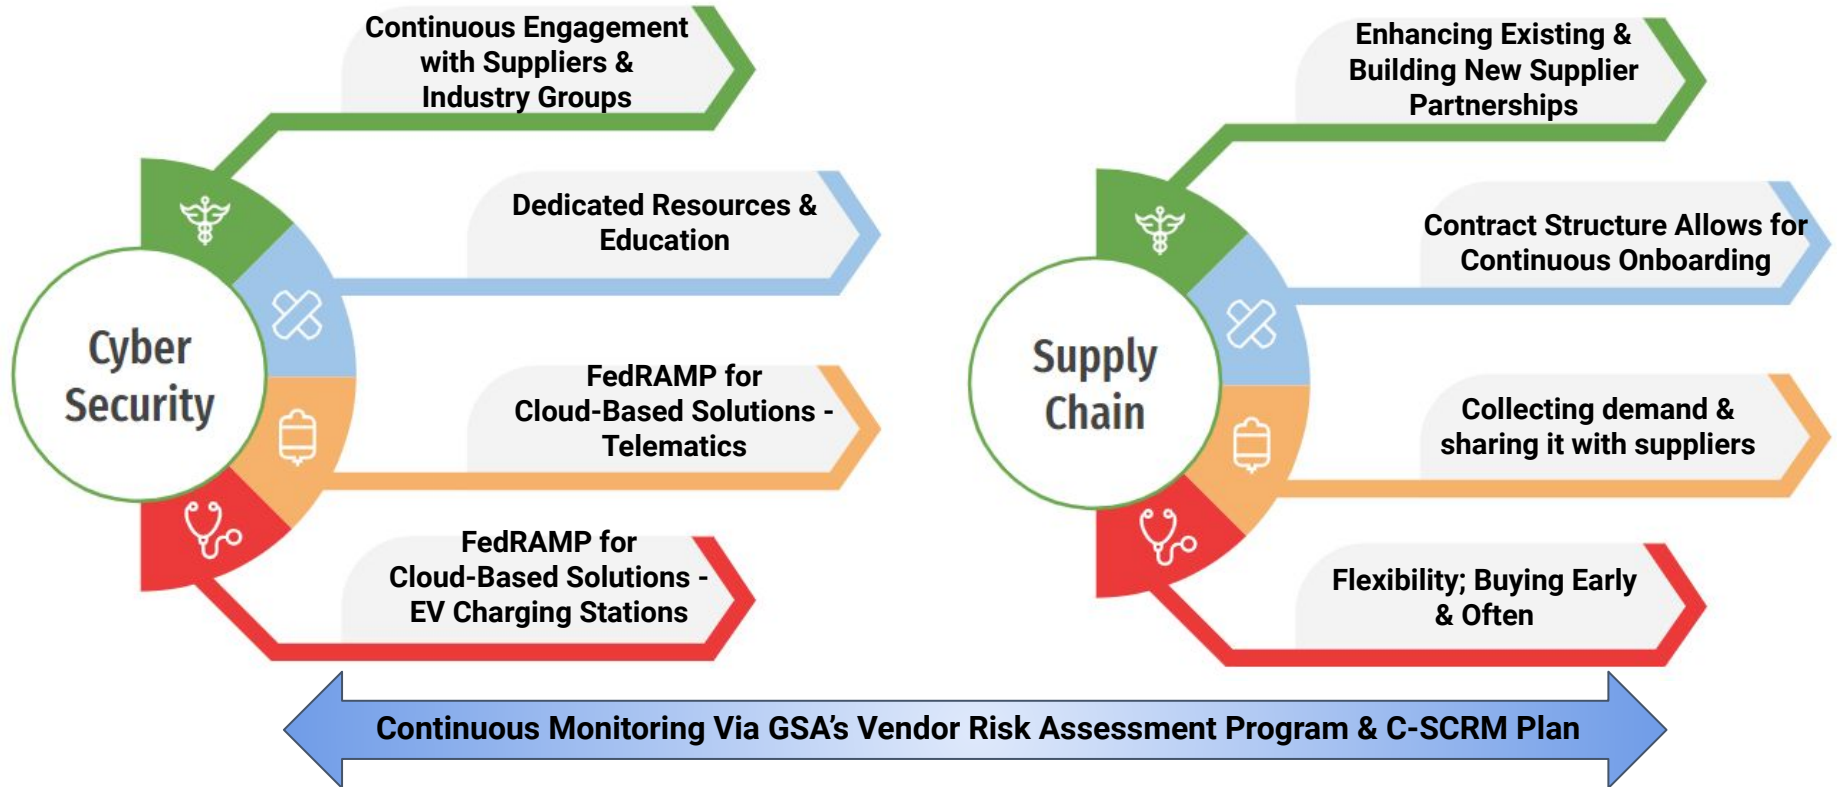 Continuous Engagement
with Suppliers &
Industry Groups
Dedicated Resources &
Education
Cyber
Security
FedRAMP for
Cloud-Based Solutions -
Telematics
FedRAMP for
Cloud-Based Solutions -
EV Charging Stations
Enhancing Existing &
Building New Supplier
Partnerships
Contract Structure Allows for
Continuous Onboarding
Supply
Chain
Collecting demand &
sharing it with suppliers
Flexibility; Buying Early
& Often
Continuous Monitoring Via GSA’s Vendor Risk Assessment Program & C-SCRM Plan